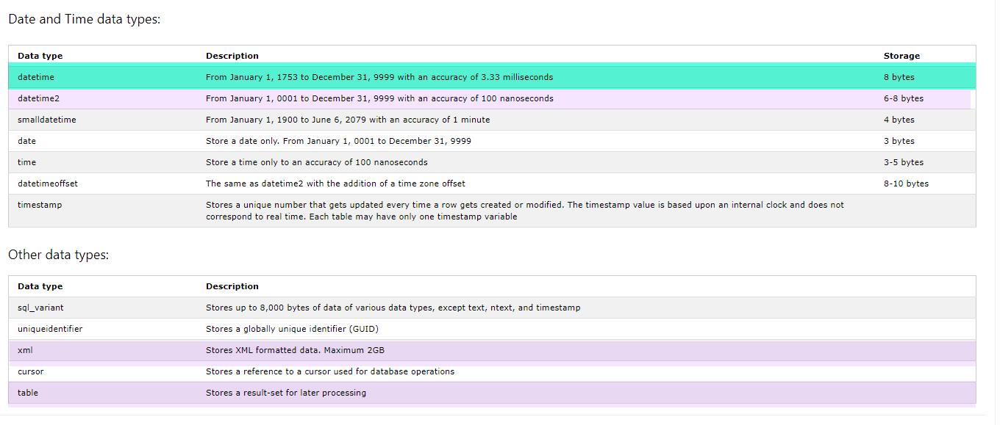 Date and Time data types:
Data type Description Storage
datetime From January 1, 1753 to December 31, 9999 with an accuracy of 3.33 milliseconds 8 bytes
datetime2 From January 1, 0001 to December 31, 9999 with an accuracy of 100 nanoseconds 6-8 bytes
smalldatetime From January 1, 1900 to June 6, 2079 with an accuracy of 1 minute 4 bytes
date Store a date only. From January 1, 0001 to December 31, 9999 3 bytes
time Store a time only to an accuracy of 100 nanoseconds 3-5 bytes
datetimeoffset The same as datetime2 with the addition of a time zone offset 8-10 bytes
timestamp Stores a unique number that gets updated every time a row gets created or modified. The timestamp value is based upon an internal clock and does not
correspond to real time. Each table may have only one timestamp variable
Other data types:
Data type Description
sql_variant Stores up to 8,000 bytes of data of various data types, except text, ntext, and timestamp
uniqueidentifier Stores a globally unique identifier (GUID)
xml Stores XML formatted data. Maximum 2GB
cursor Stores a reference to a cursor used for database operations
table Stores a result-set for later processing